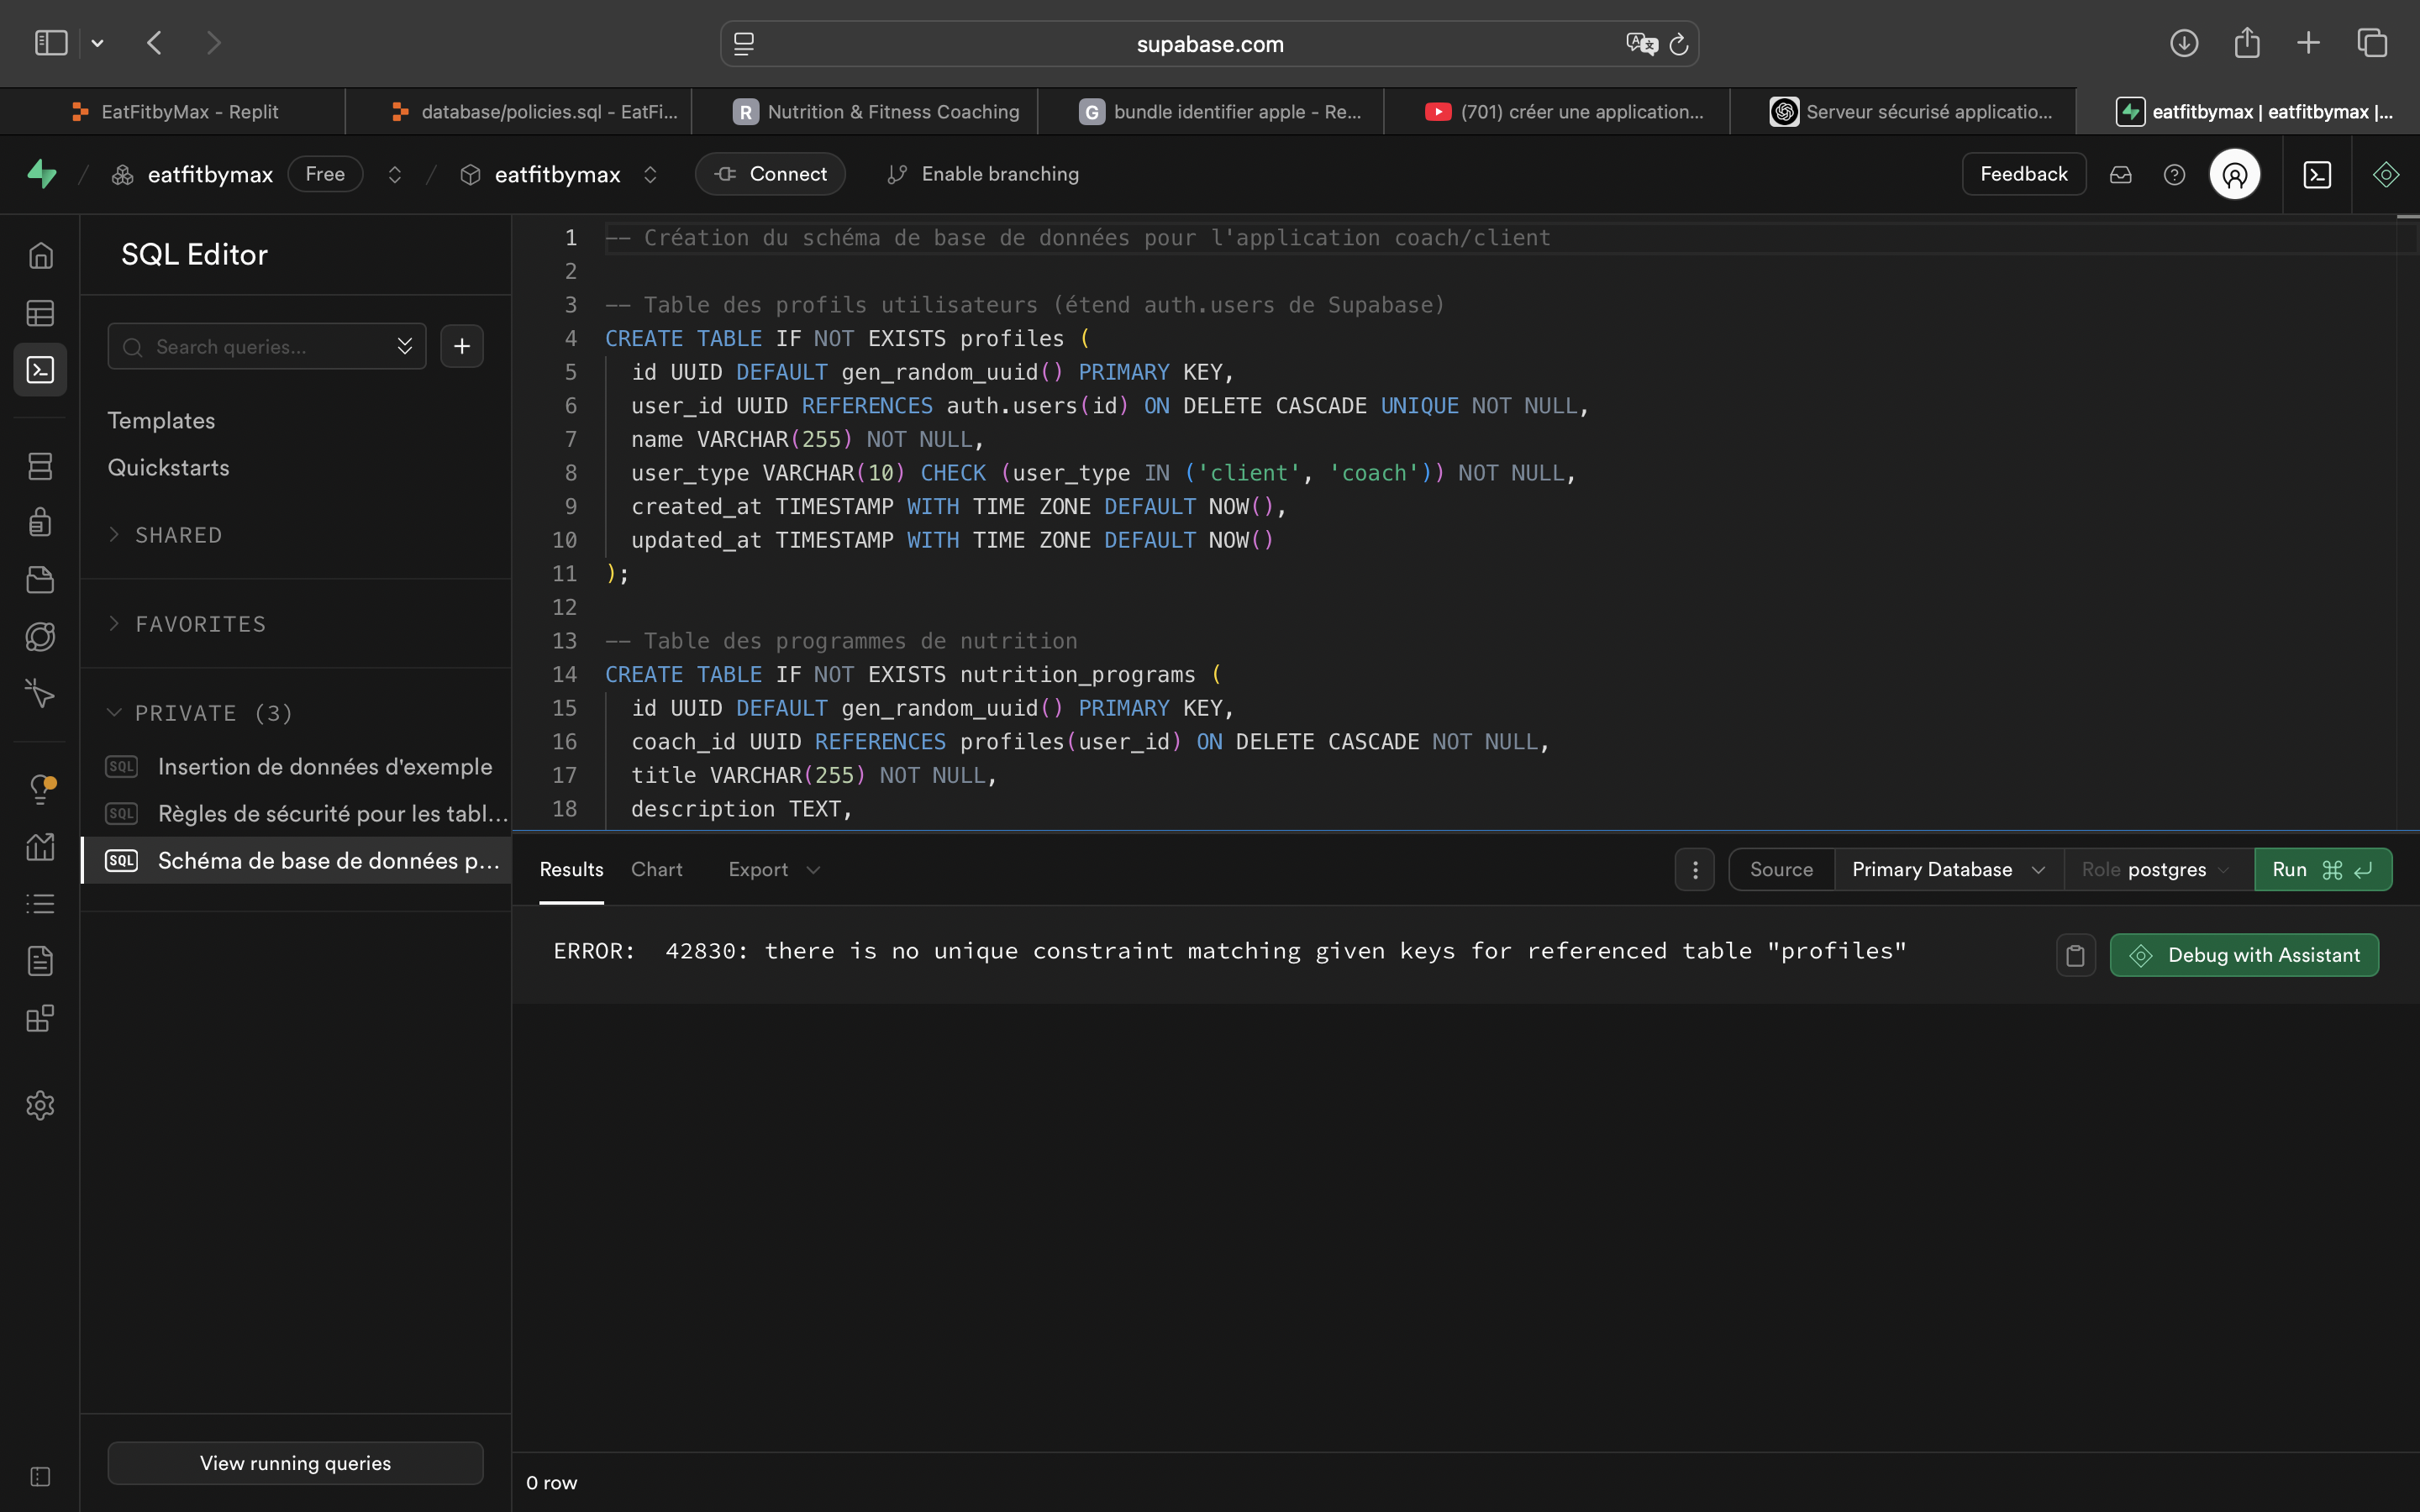 supabase.com
EatFitbyMax - Replit
database/policies.sql - EatFi...
R Nutrition & Fitness Coaching
G bundle identifier apple - Re...
(701) créer une application...
Serveur sécurisé applicatio...
eatfitbymax | eatfitbymax |...
/ eatfitbymax Free / eatfitbymax Connect Enable branching Feedback
SQL Editor
Search queries...
Templates
Quickstarts
SHARED
FAVORITES
PRIVATE (3)
SQL Insertion de données d'exemple
SQL Règles de sécurité pour les tabl...
SQL Schéma de base de données p...
View running queries
1 -- Création du schéma de base de données pour l'application coach/client
2
3 -- Table des profils utilisateurs (étend auth.users de Supabase)
4 CREATE TABLE IF NOT EXISTS profiles (
5 id UUID DEFAULT gen_random_uuid() PRIMARY KEY,
6 user_id UUID REFERENCES auth.users(id) ON DELETE CASCADE UNIQUE NOT NULL,
7 name VARCHAR(255) NOT NULL,
8 user_type VARCHAR(10) CHECK (user_type IN ('client', 'coach')) NOT NULL,
9 created_at TIMESTAMP WITH TIME ZONE DEFAULT NOW(),
10 updated_at TIMESTAMP WITH TIME ZONE DEFAULT NOW()
11 );
12
13 -- Table des programmes de nutrition
14 CREATE TABLE IF NOT EXISTS nutrition_programs (
15 id UUID DEFAULT gen_random_uuid() PRIMARY KEY,
16 coach_id UUID REFERENCES profiles(user_id) ON DELETE CASCADE NOT NULL,
17 title VARCHAR(255) NOT NULL,
18 description TEXT,
Results Chart Export Source Primary Database Role postgres Run ⌘ ↵
ERROR: 42830: there is no unique constraint matching given keys for referenced table "profiles"
Debug with Assistant
0 row